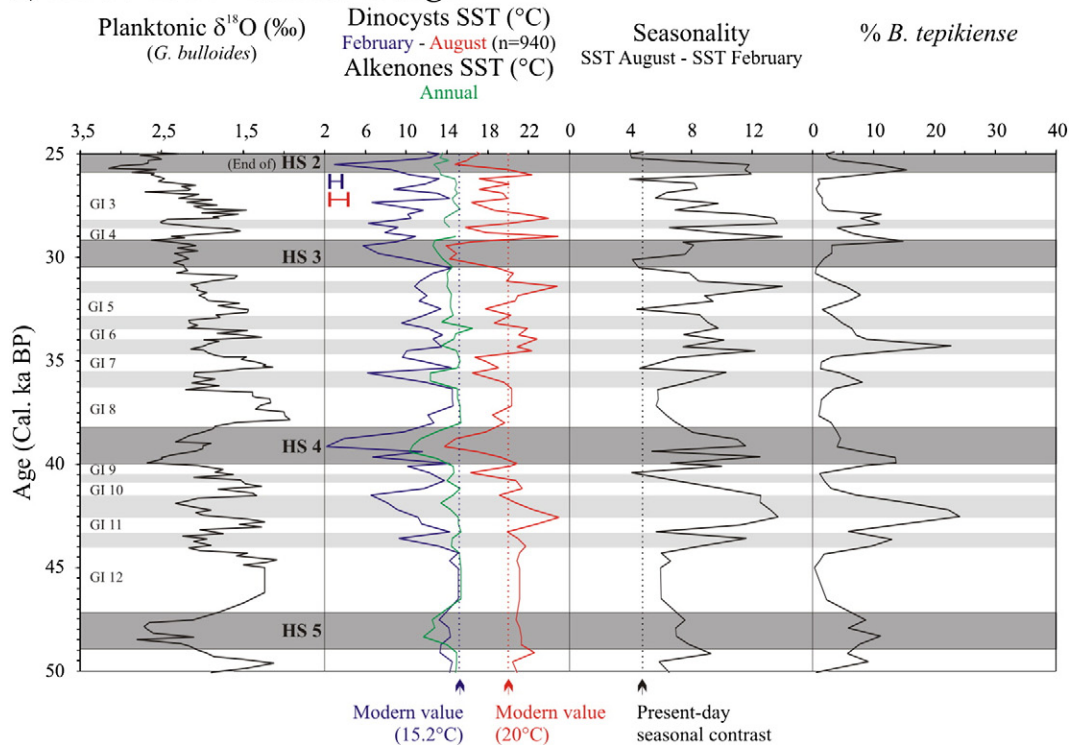 Planktonic δ¹⁸O (‰)
(G. bulloides)
Dinocysts SST (°C)
February - August (n=940)
Alkenones SST (°C)
Annual
Seasonality
SST August - SST February
% B. tepikiense
3,5 2,5 1,5 2 6 10 14 18 22 0 4 8 12 0 10 20 30 40
Age (Cal. ka BP)
25
30
35
40
45
50
(End of) HS 2
GI 3
GI 4
HS 3
GI 5
GI 6
GI 7
GI 8
HS 4
GI 9
GI 10
GI 11
GI 12
HS 5
Modern value
(15.2°C)
Modern value
(20°C)
Present-day
seasonal contrast